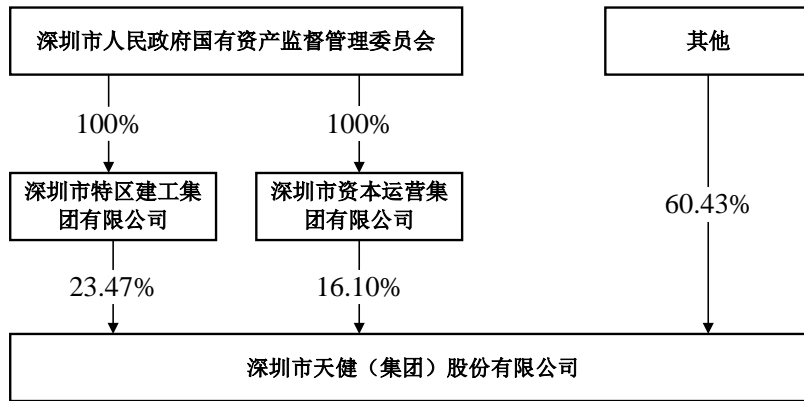 深圳市人民政府国有资产监督管理委员会
其他
100%
100%
深圳市特区建工集
团有限公司
深圳市资本运营集
团有限公司
60.43%
23.47%
16.10%
深圳市天健（集团）股份有限公司